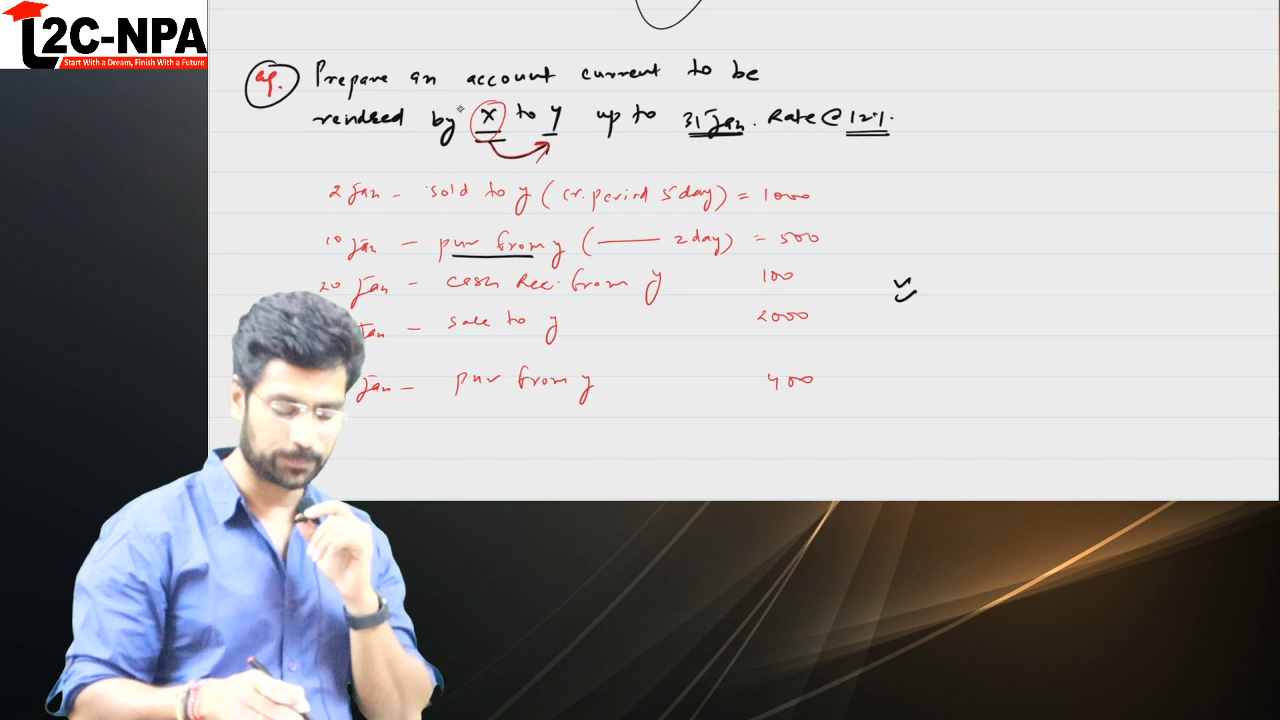 L2C-NPA
Start With a Dream, Finish With a Future
Prepare an account current to be
by X to Y up to 31 Jan. Rate @ 12%.
2 Jan - sold to y (cr. period 5 day) = 1000
10 Jan - pur from y ( —— 2 day) = 500
20 Jan - cash Rec. from y 100
Jan - sale to y 2000
Jan - pur from y 400